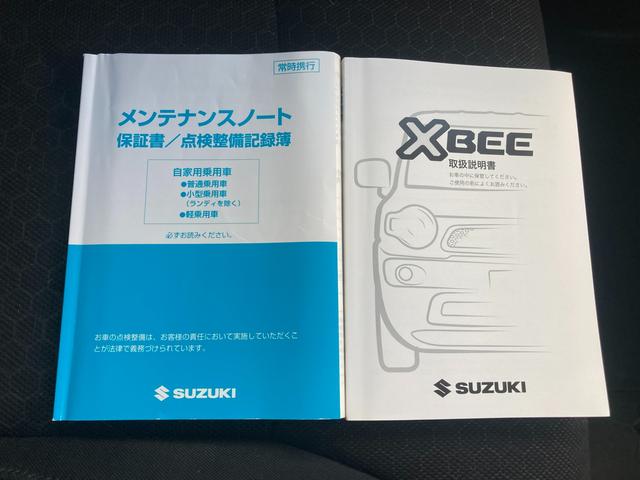 常時携行
メンテナンスノート
保証書／点検整備記録簿
自家用乗用車
●普通乗用車
●小型乗用車
（ランディを除く）
●軽乗用車
必ずお読みください。
お車の点検整備は、お客様の責任において実施していただくこ
とが法律で義務づけられています。
SUZUKI
XBEE
取扱説明書
お車の中に保管してください。
ご使用の前によくお読みください。
SUZUKI